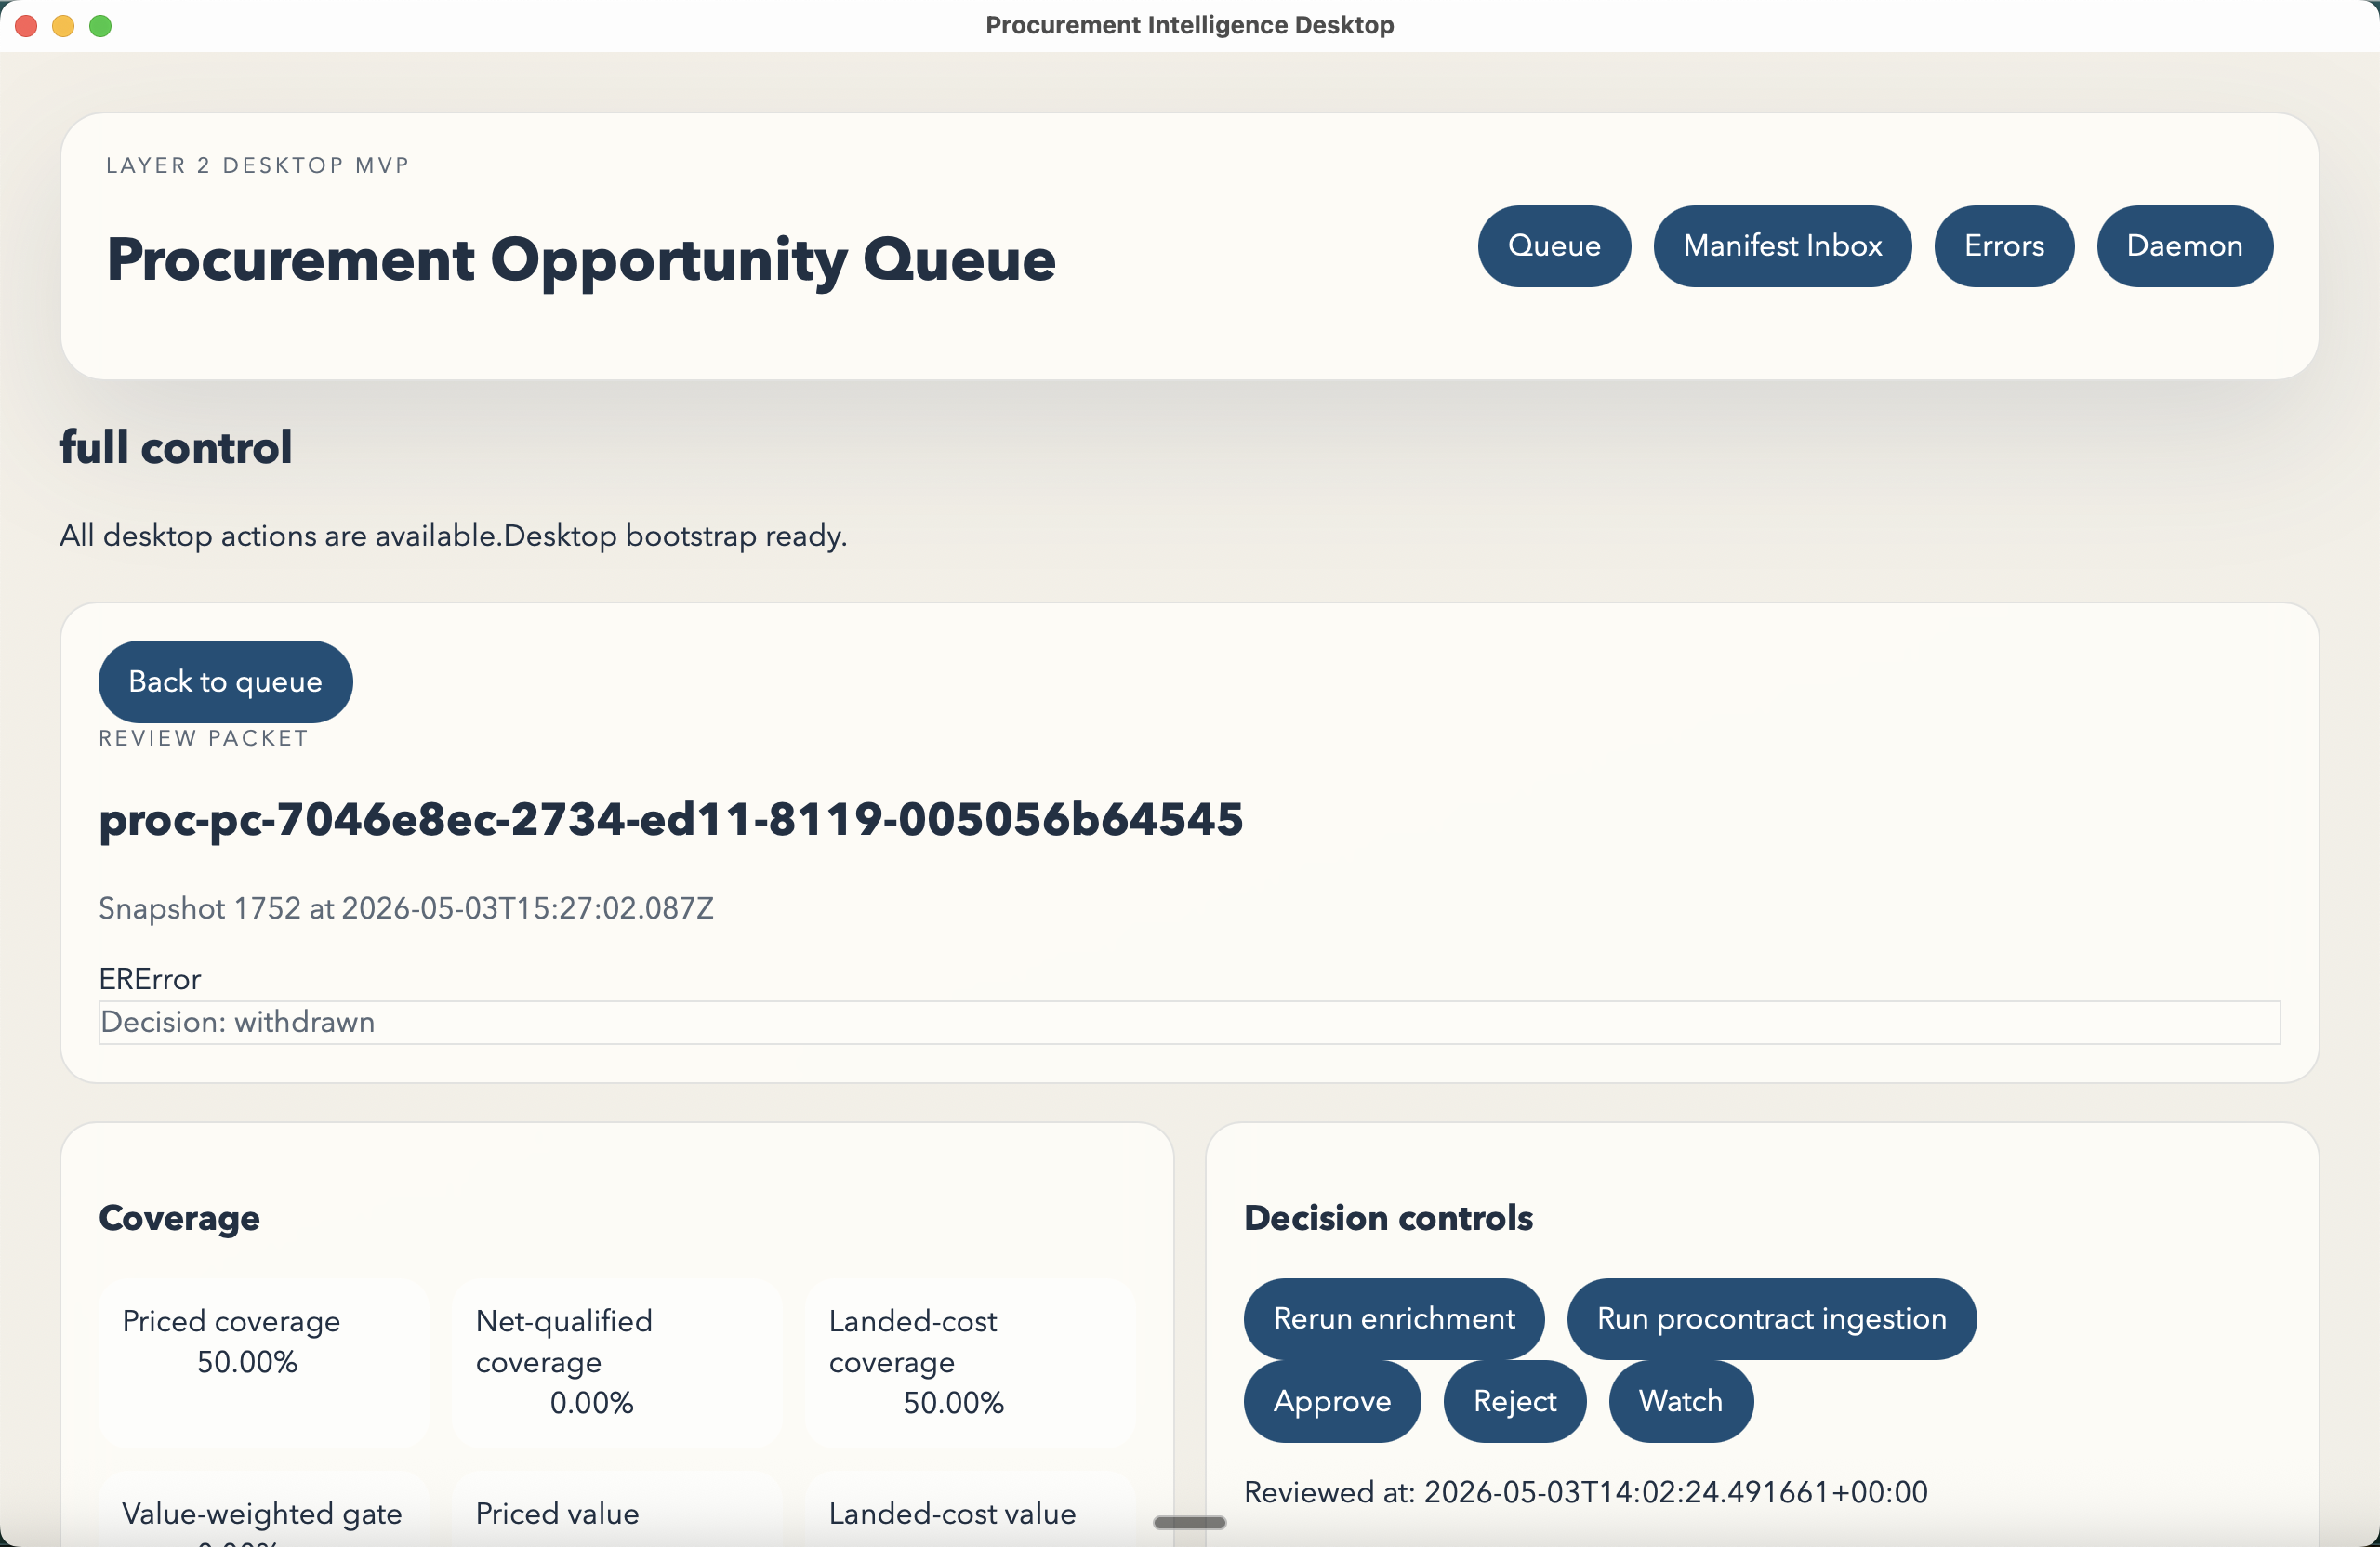 Procurement Intelligence Desktop
LAYER 2 DESKTOP MVP
Procurement Opportunity Queue
Queue
Manifest Inbox
Errors
Daemon
full control
All desktop actions are available.Desktop bootstrap ready.
Back to queue
REVIEW PACKET
proc-pc-7046e8ec-2734-ed11-8119-005056b64545
Snapshot 1752 at 2026-05-03T15:27:02.087Z
ERError
Decision: withdrawn
Coverage
Priced coverage
50.00%
Net-qualified
coverage
0.00%
Landed-cost
coverage
50.00%
Value-weighted gate
Priced value
Landed-cost value
Decision controls
Rerun enrichment
Run procontract ingestion
Approve
Reject
Watch
Reviewed at: 2026-05-03T14:02:24.491661+00:00